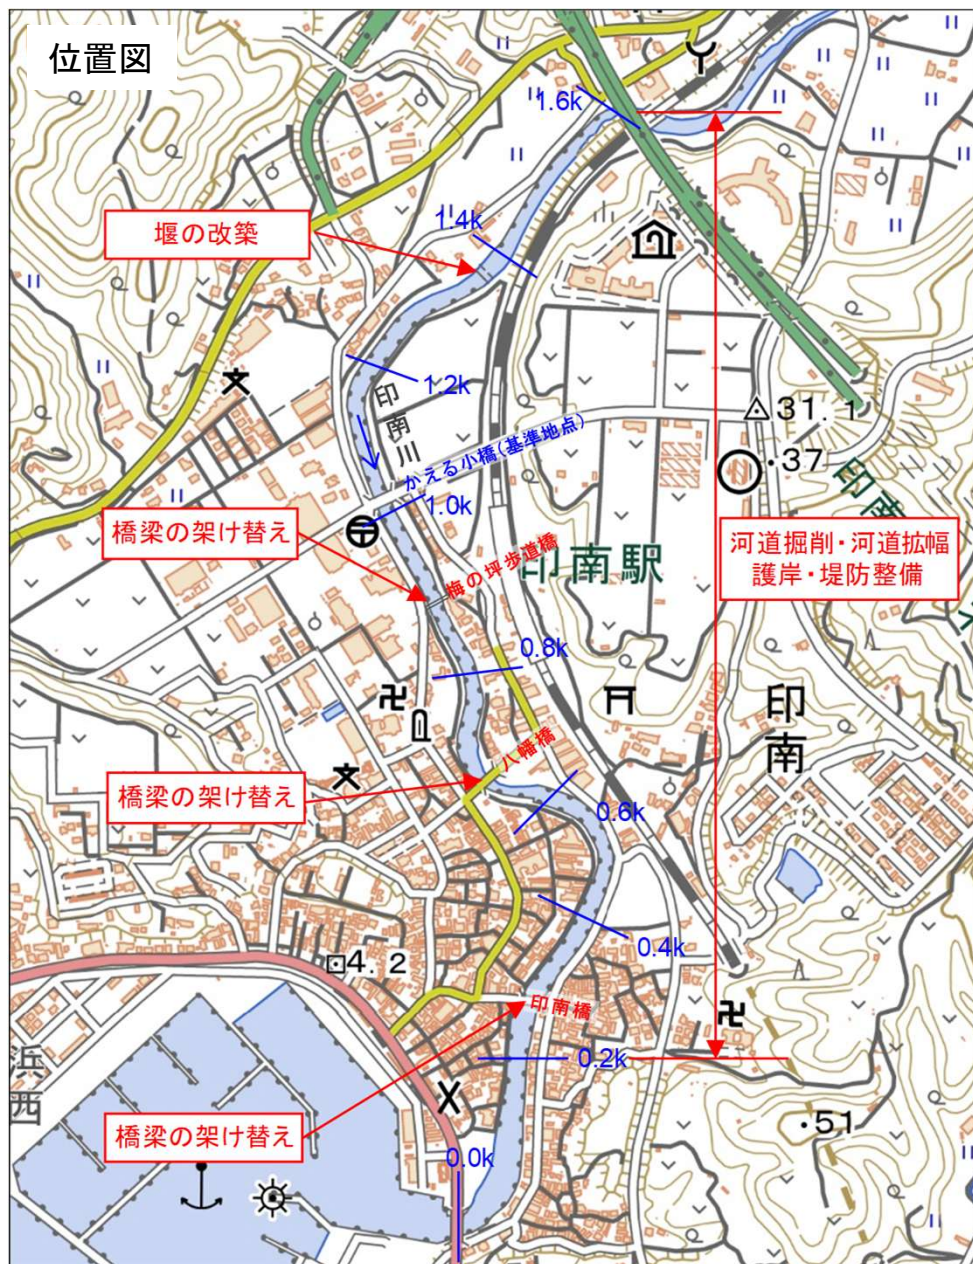 位置図
1.6k
堰の改築
1.4k
1.2k
印南川
31.1
かえる小橋(基準地点)
37
1.0k
橋梁の架け替え
梅の坪歩道橋
印南駅
河道掘削・河道拡幅
護岸・堤防整備
0.8k
印南
八幡橋
橋梁の架け替え
0.6k
0.4k
4.2
印南橋
0.2k
浜西
51
橋梁の架け替え
0.0k